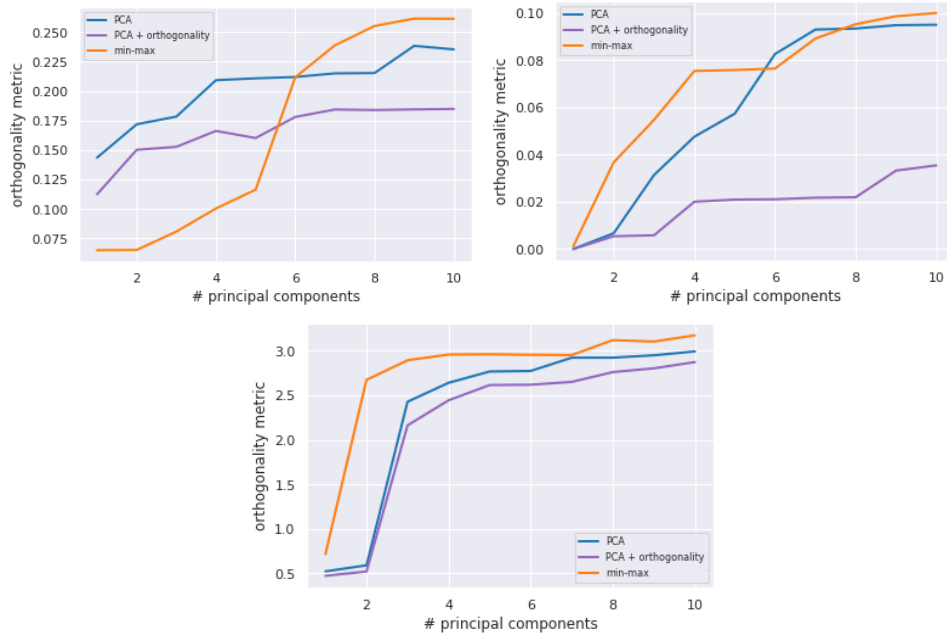 PCA
PCA + orthogonality
min-max
orthogonality metric
0.250
0.225
0.200
0.175
0.150
0.125
0.100
0.075
2 4 6 8 10
# principal components
PCA
PCA + orthogonality
min-max
orthogonality metric
0.10
0.08
0.06
0.04
0.02
0.00
2 4 6 8 10
# principal components
orthogonality metric
3.0
2.5
2.0
1.5
1.0
0.5
PCA
PCA + orthogonality
min-max
2 4 6 8 10
# principal components